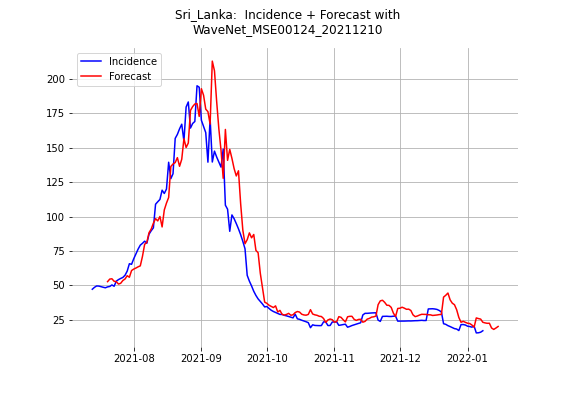 Sri_Lanka:  Incidence + Forecast with
WaveNet_MSE00124_20211210
Incidence
Forecast
200
175
150
125
100
75
50
25
2021-08 2021-09 2021-10 2021-11 2021-12 2022-01